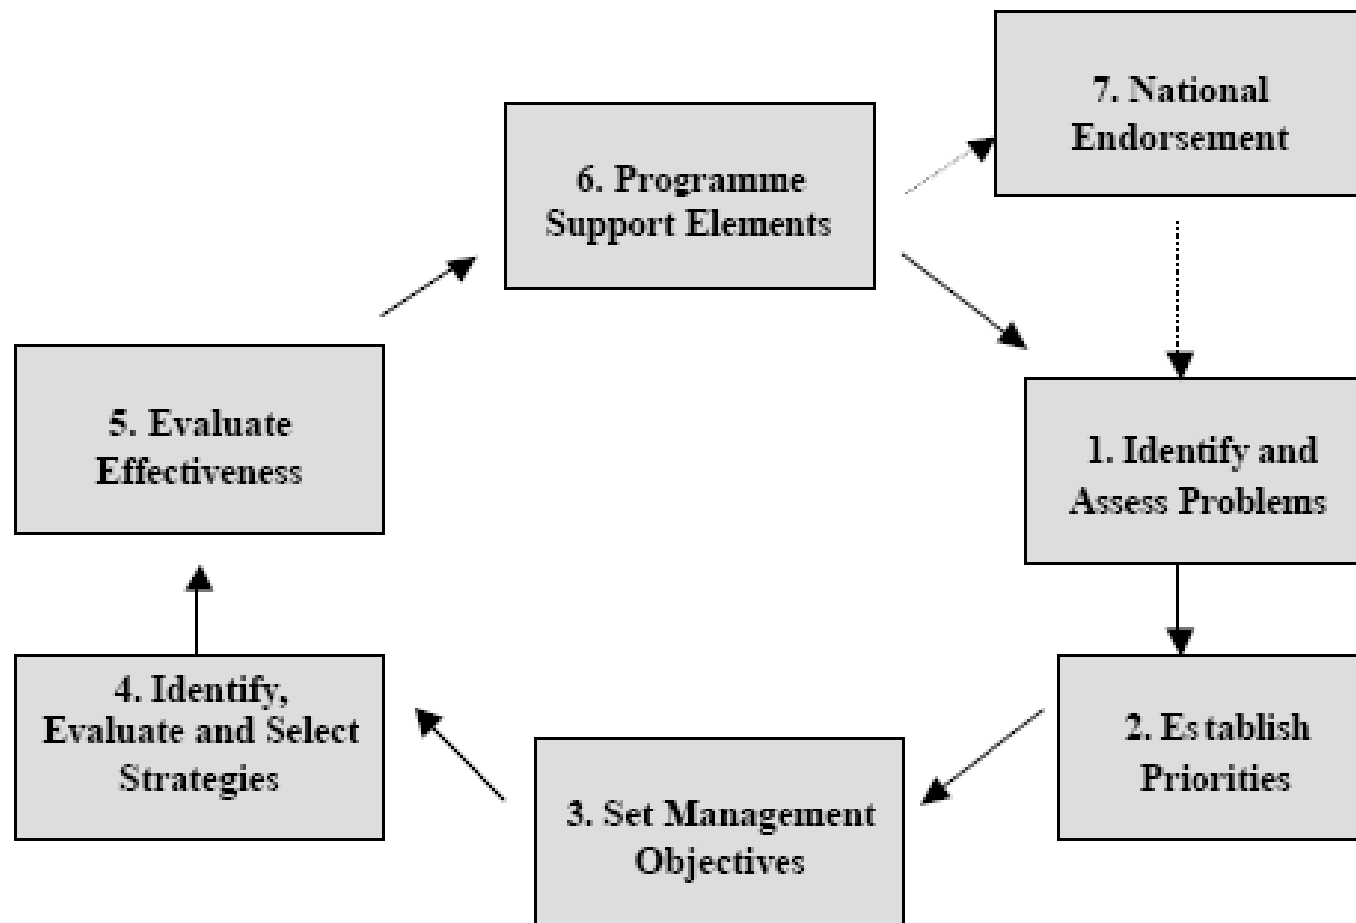 7. National
Endorsement
6. Programme
Support Elements
5. Evaluate
Effectiveness
1. Identify and
Assess Problems
4. Identify,
Evaluate and Select
Strategies
2. Establish
Priorities
3. Set Management
Objectives